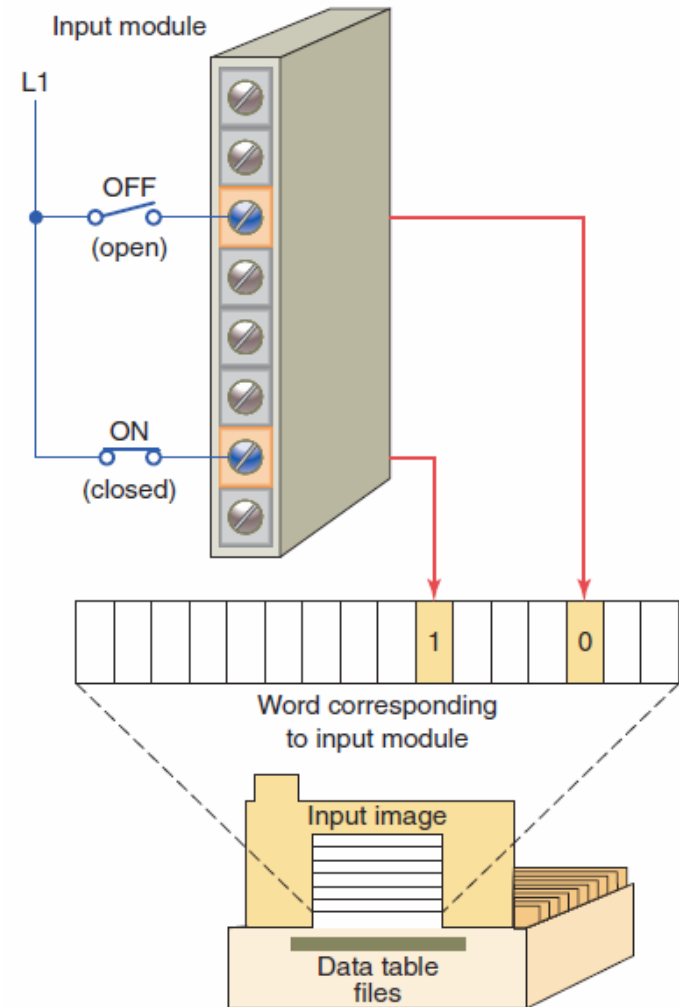 Input module
L1
OFF
(open)
ON
(closed)
1
0
Word corresponding
to input module
Input image
Data table
files